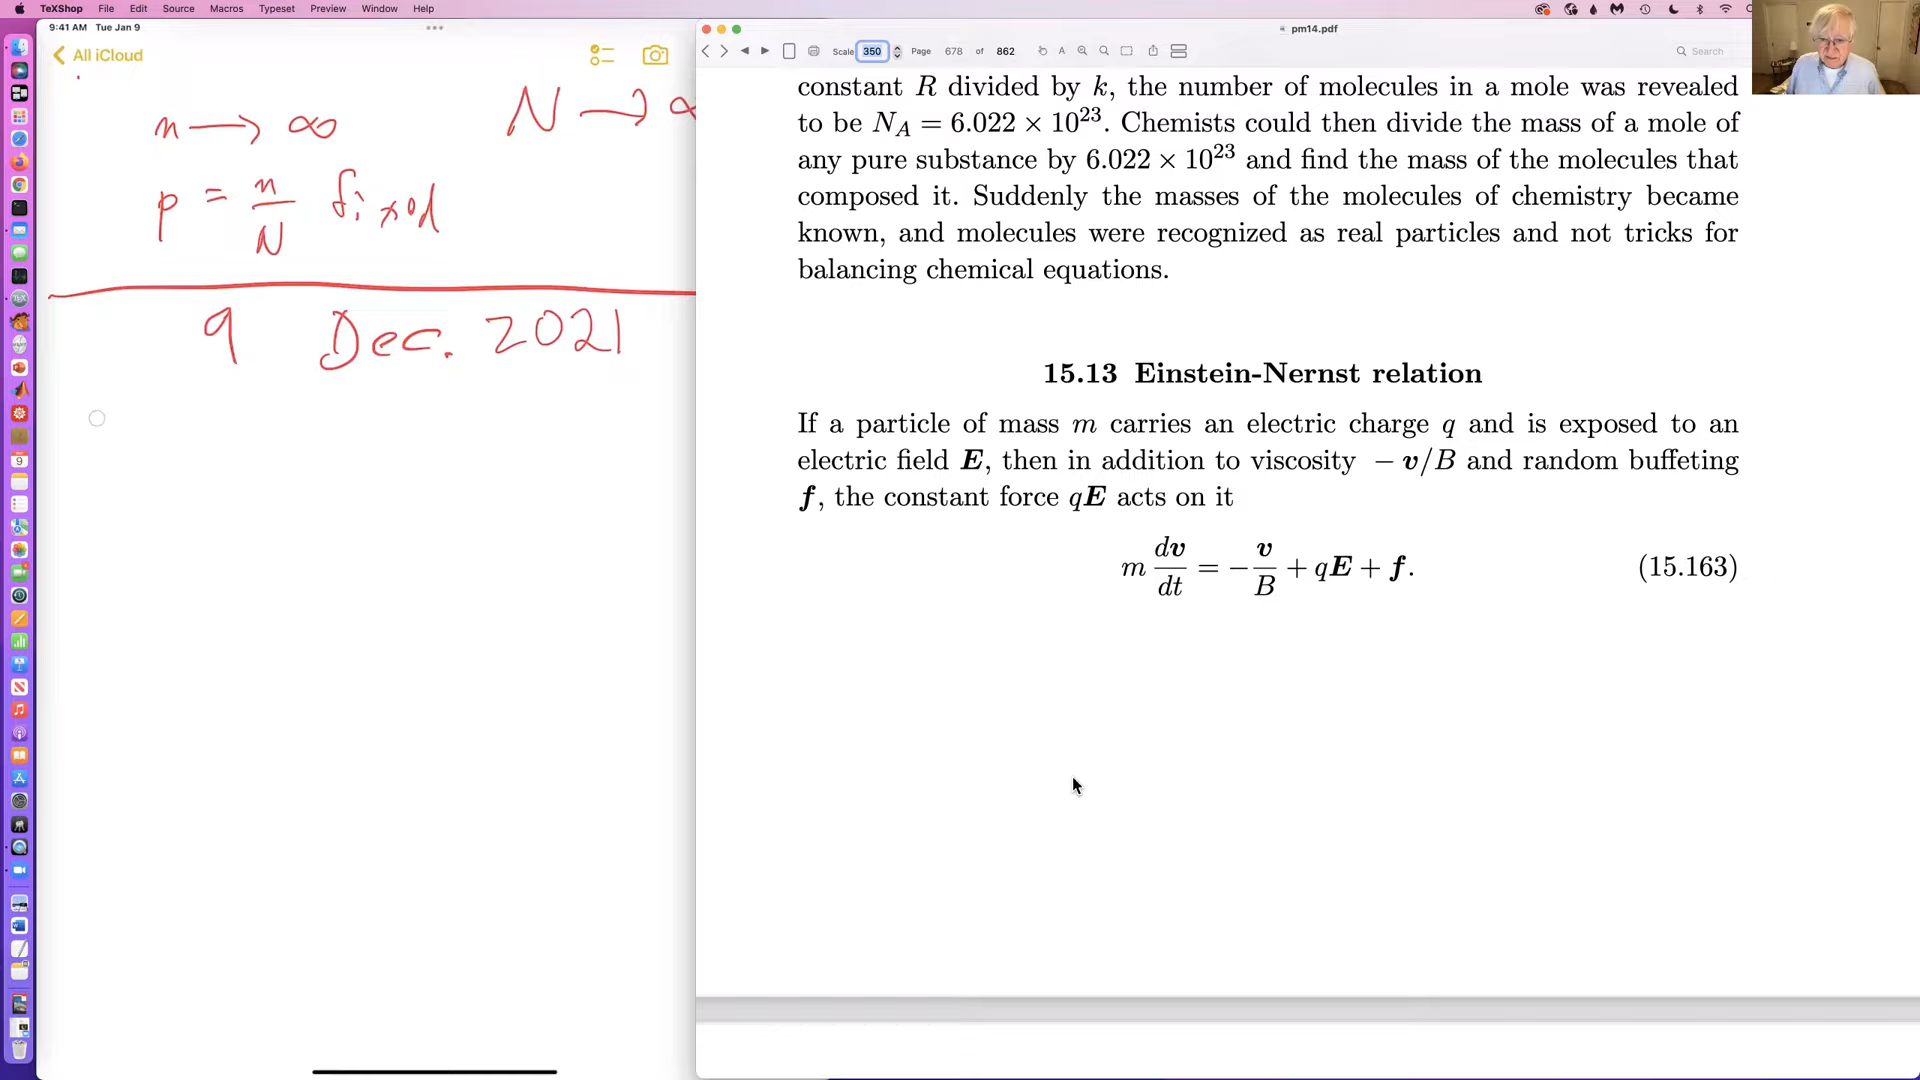 TeXShop File Edit Source Macros Typeset Preview Window Help
9:41 AM Tue Jan 9
All iCloud
n ⟶ ∞ N ⟶ ∞
p = n/N fixed
9 Dec. 2021
pm14.pdf
Scale 350 Page 678 of 862 Search
constant R divided by k, the number of molecules in a mole was revealed
to be N_A = 6.022 × 10²³. Chemists could then divide the mass of a mole of
any pure substance by 6.022 × 10²³ and find the mass of the molecules that
composed it. Suddenly the masses of the molecules of chemistry became
known, and molecules were recognized as real particles and not tricks for
balancing chemical equations.
15.13 Einstein-Nernst relation
If a particle of mass m carries an electric charge q and is exposed to an
electric field E, then in addition to viscosity − v/B and random buffeting
f, the constant force qE acts on it
m dv/dt = − v/B + qE + f. (15.163)